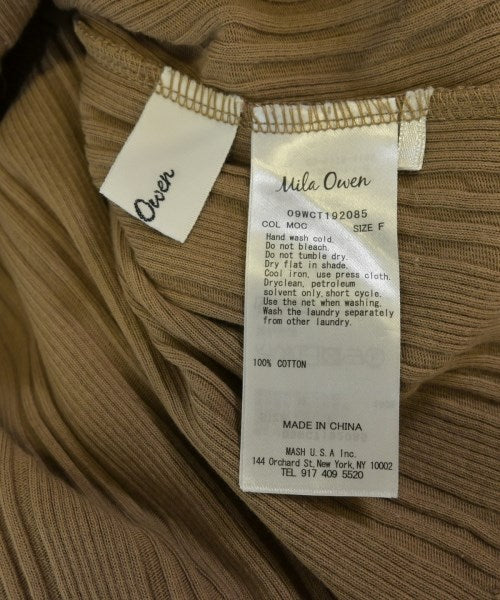 Owen
Mila Owen
09WCT192085
COL MOC SIZE F
Hand wash cold.
Do not bleach.
Do not tumble dry.
Dry flat in shade.
Cool iron, use press cloth.
Dryclean, petroleum
solvent only, short cycle.
Use the net when washing.
Wash the laundry separately
from other laundry.
100% COTTON
MADE IN CHINA
MASH U.S.A Inc.
144 Orchard St, New York, NY 10002
TEL 917 409 5520